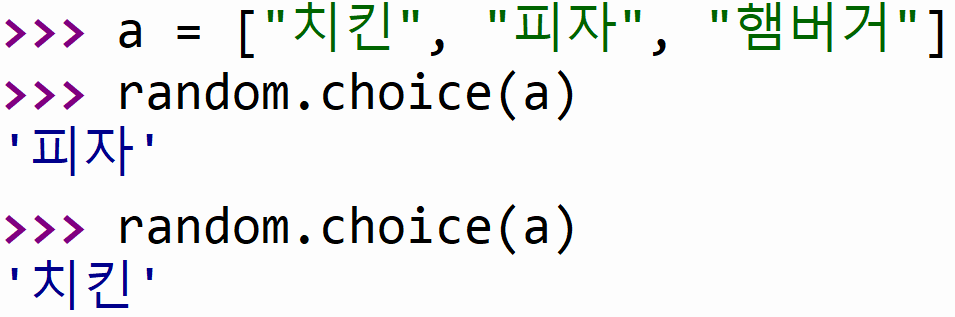 >>> a = ["치킨", "피자", "햄버거"]
>>> random.choice(a)
'피자'
>>> random.choice(a)
'치킨'